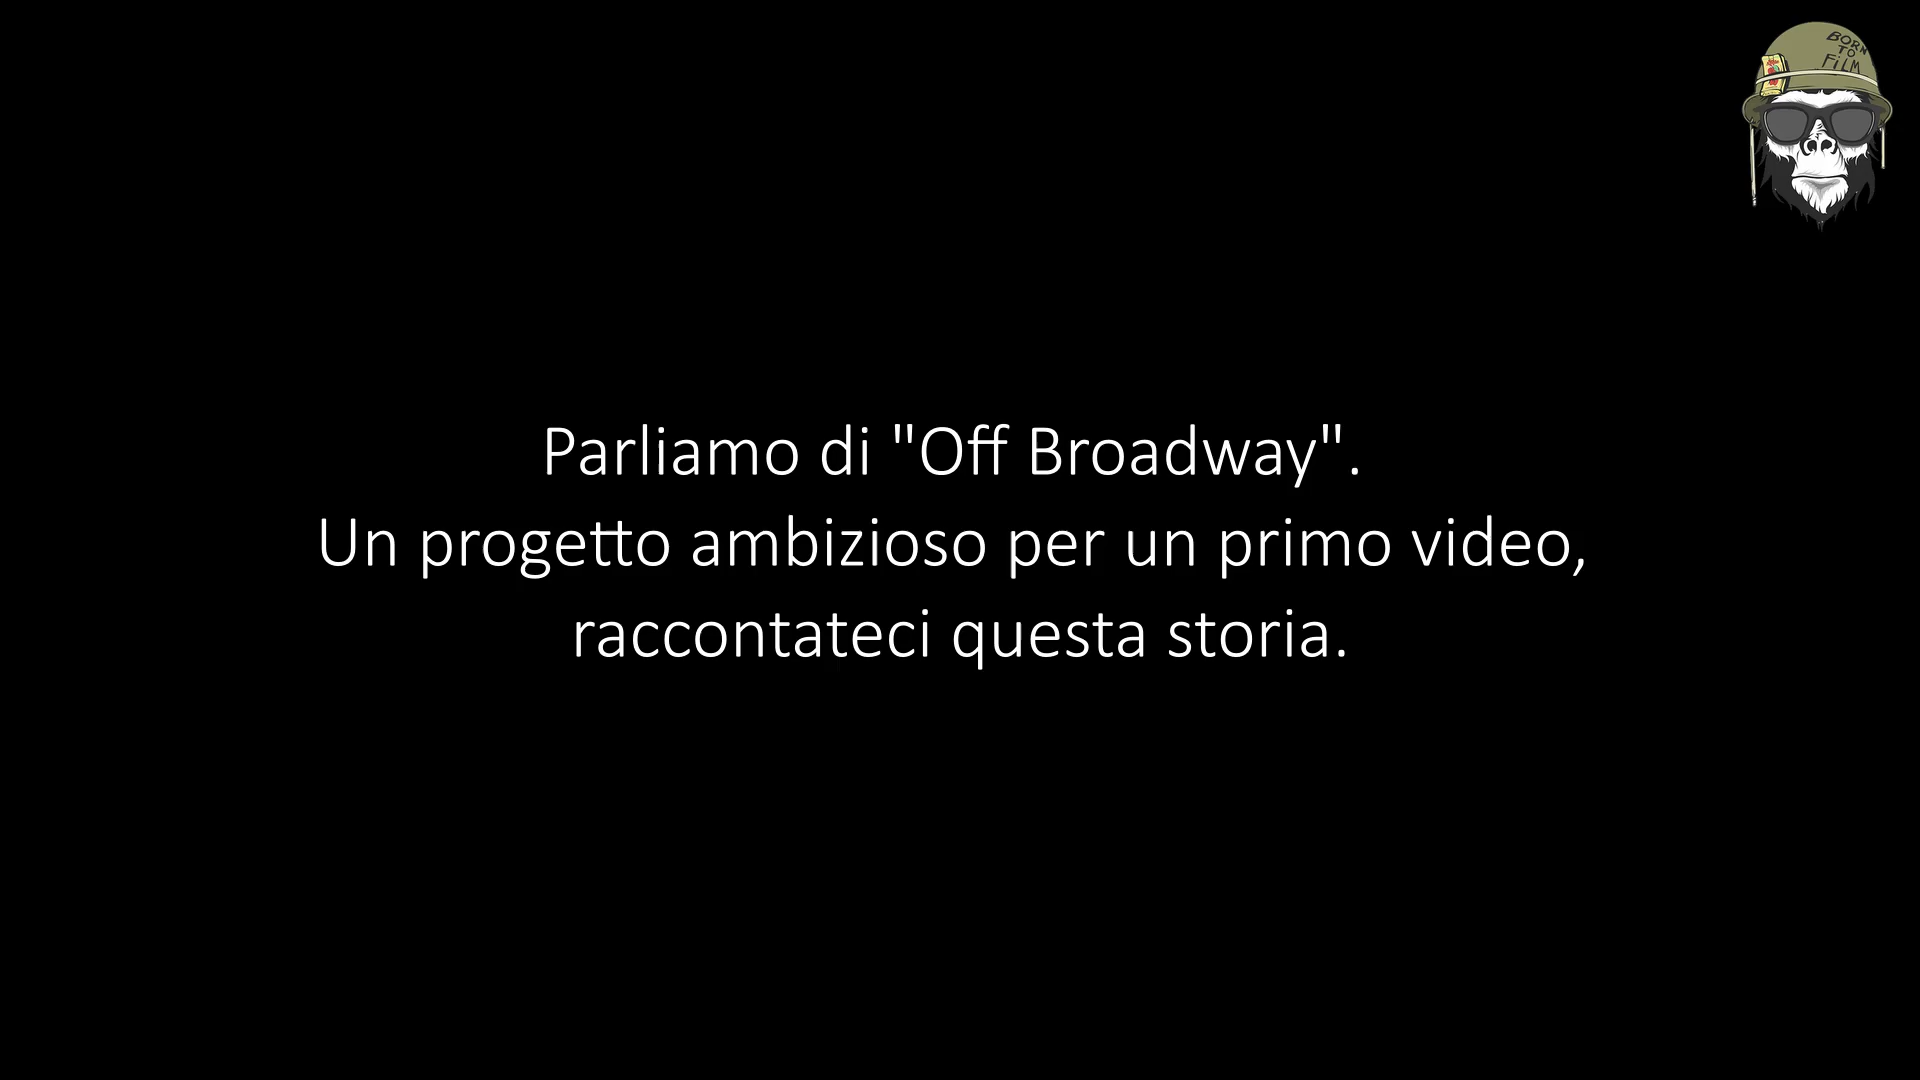 BORN
TO
FiLM
Parliamo di "Off Broadway".
Un progetto ambizioso per un primo video,
raccontateci questa storia.